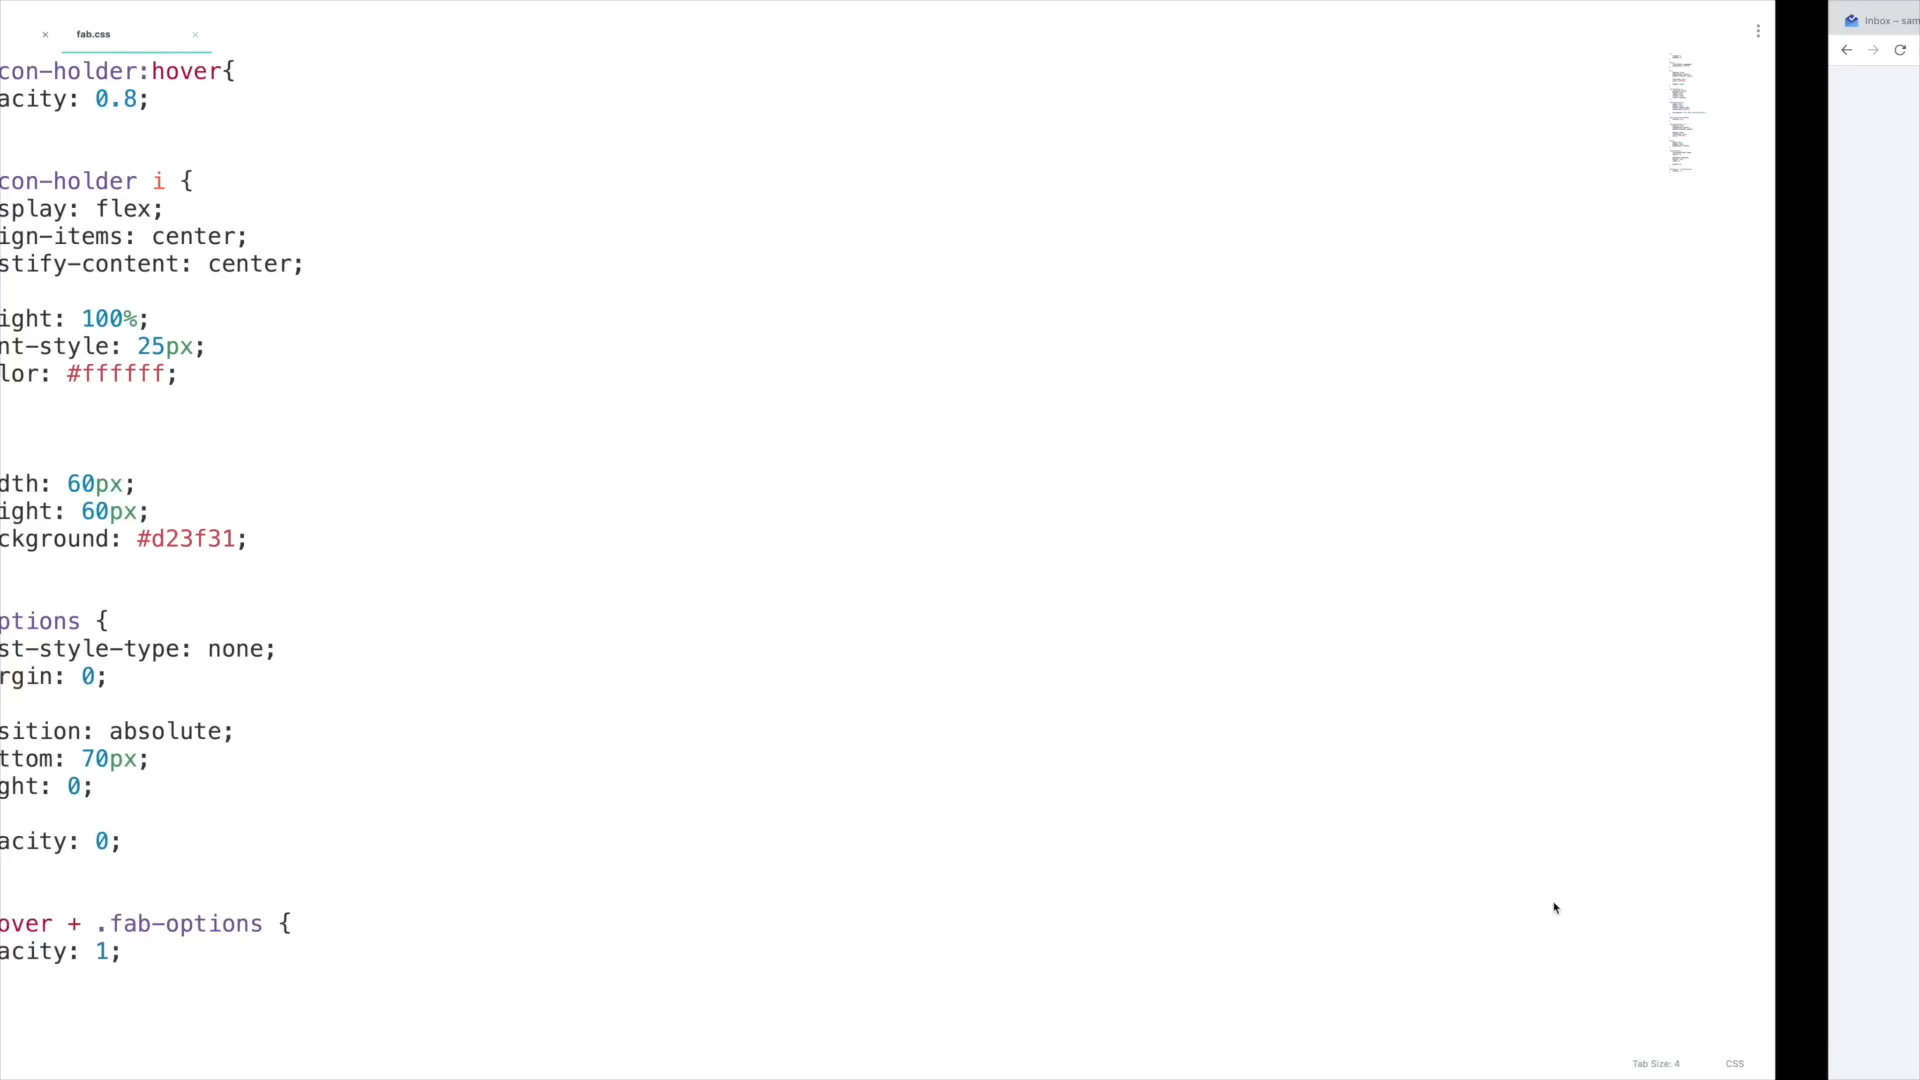 fab.css
Inbox – sam
con-holder:hover{
acity: 0.8;
con-holder i {
splay: flex;
ign-items: center;
stify-content: center;
ight: 100%;
nt-style: 25px;
lor: #ffffff;
dth: 60px;
ight: 60px;
ckground: #d23f31;
ptions {
st-style-type: none;
rgin: 0;
sition: absolute;
ttom: 70px;
ght: 0;
acity: 0;
over + .fab-options {
acity: 1;
Tab Size: 4
CSS